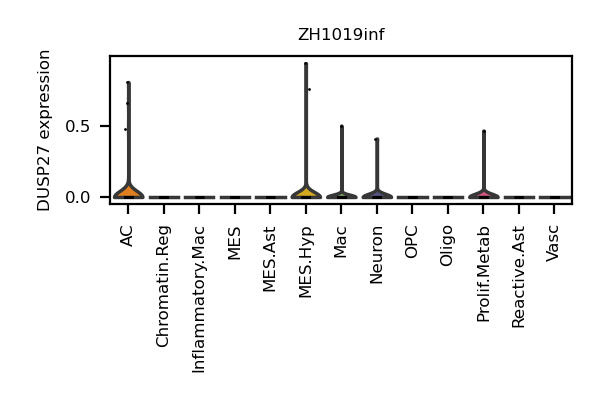 ZH1019inf
DUSP27 expression
0.5
0.0
AC
Chromatin.Reg
Inflammatory.Mac
MES
MES.Ast
MES.Hyp
Mac
Neuron
OPC
Oligo
Prolif.Metab
Reactive.Ast
Vasc